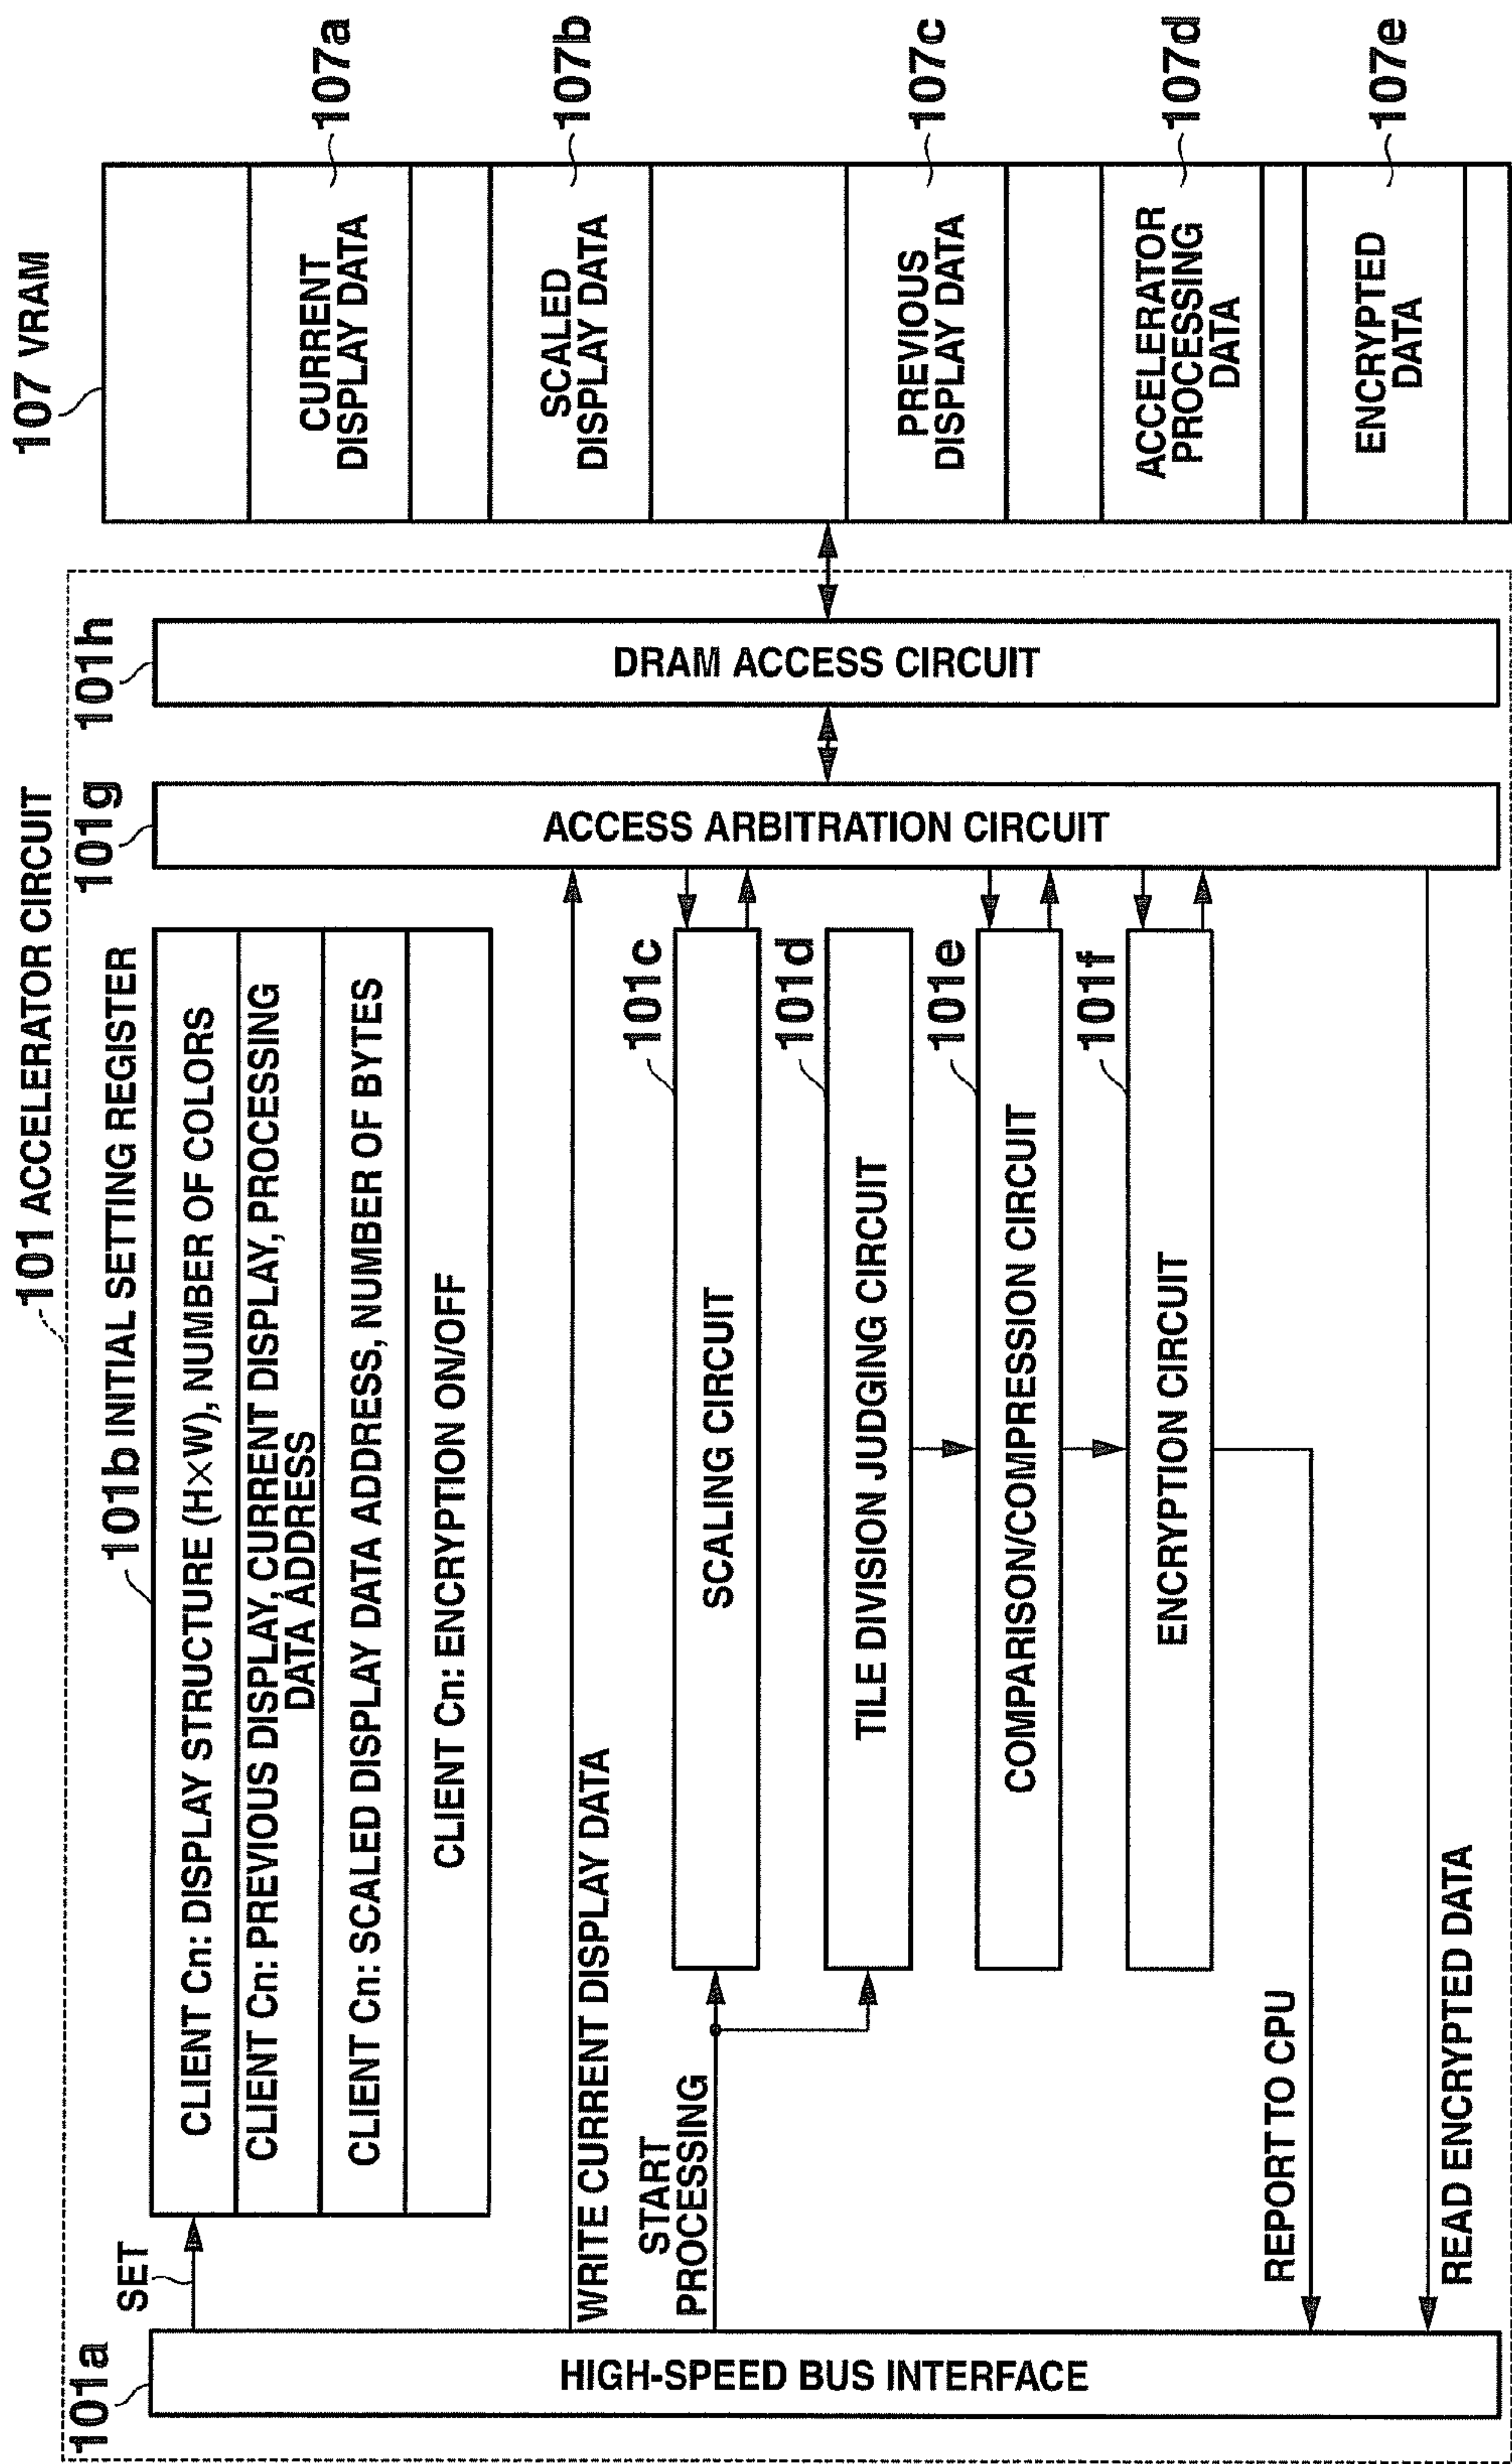 101 ACCELERATOR CIRCUIT
107 VRAM
101a
HIGH-SPEED BUS INTERFACE
SET
101b INITIAL SETTING REGISTER
CLIENT Cn: DISPLAY STRUCTURE (H×W), NUMBER OF COLORS
CLIENT Cn: PREVIOUS DISPLAY, CURRENT DISPLAY, PROCESSING
DATA ADDRESS
CLIENT Cn: SCALED DISPLAY DATA ADDRESS, NUMBER OF BYTES
CLIENT Cn: ENCRYPTION ON/OFF
WRITE CURRENT DISPLAY DATA
START
PROCESSING
101c
SCALING CIRCUIT
101d
TILE DIVISION JUDGING CIRCUIT
101e
COMPARISON/COMPRESSION CIRCUIT
101f
ENCRYPTION CIRCUIT
REPORT TO CPU
READ ENCRYPTED DATA
101g
ACCESS ARBITRATION CIRCUIT
101h
DRAM ACCESS CIRCUIT
CURRENT
DISPLAY DATA
107a
SCALED
DISPLAY DATA
107b
PREVIOUS
DISPLAY DATA
107c
ACCELERATOR
PROCESSING
DATA
107d
ENCRYPTED
DATA
107e